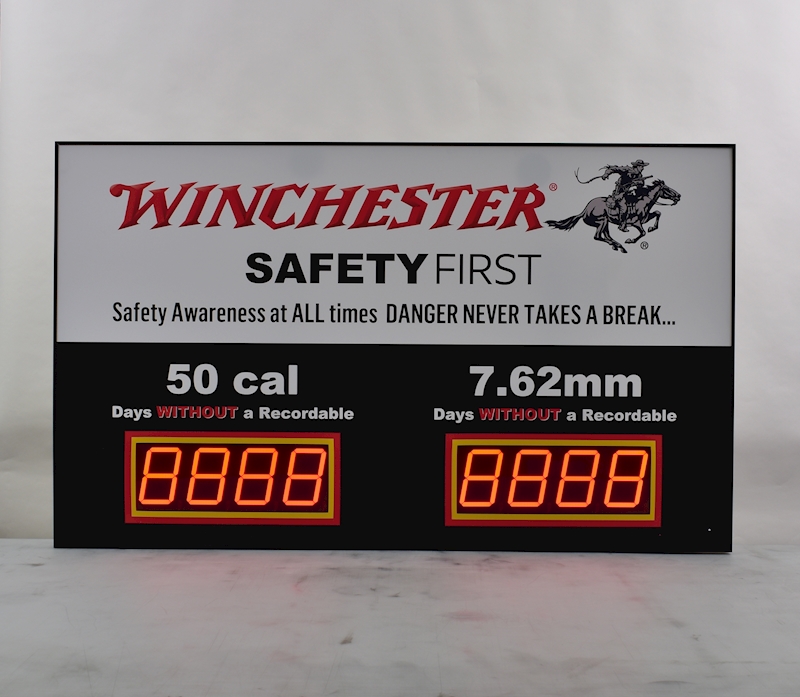 WINCHESTER®
®
SAFETY FIRST
Safety Awareness at ALL times DANGER NEVER TAKES A BREAK...
50 cal
7.62mm
Days WITHOUT a Recordable
Days WITHOUT a Recordable
8888
8888